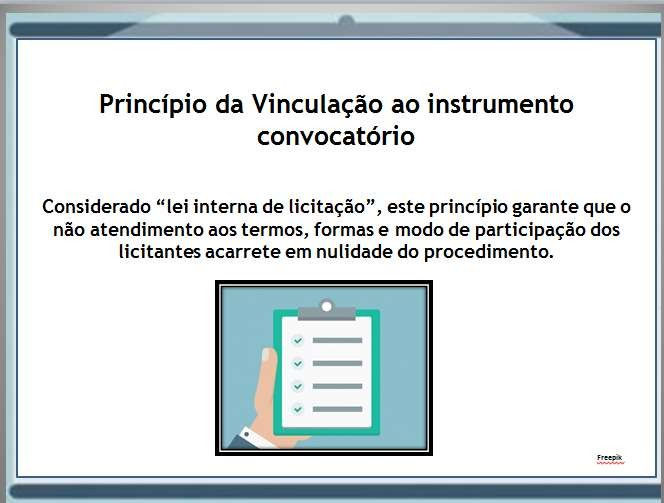 Princípio da Vinculação ao instrumento
convocatório
Considerado “lei interna de licitação”, este princípio garante que o
não atendimento aos termos, formas e modo de participação dos
licitantes acarrete em nulidade do procedimento.
Freepik